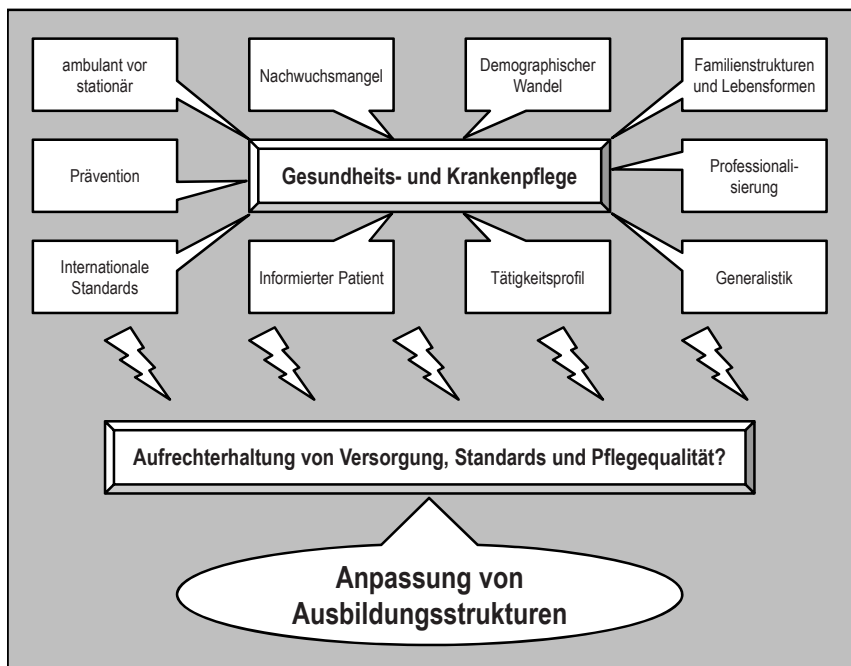 ambulant vor
stationär
Nachwuchsmangel
Demographischer
Wandel
Familienstrukturen
und Lebensformen
Prävention
Gesundheits- und Krankenpflege
Professionali-
sierung
Internationale
Standards
Informierter Patient
Tätigkeitsprofil
Generalistik
Aufrechterhaltung von Versorgung, Standards und Pflegequalität?
Anpassung von
Ausbildungsstrukturen